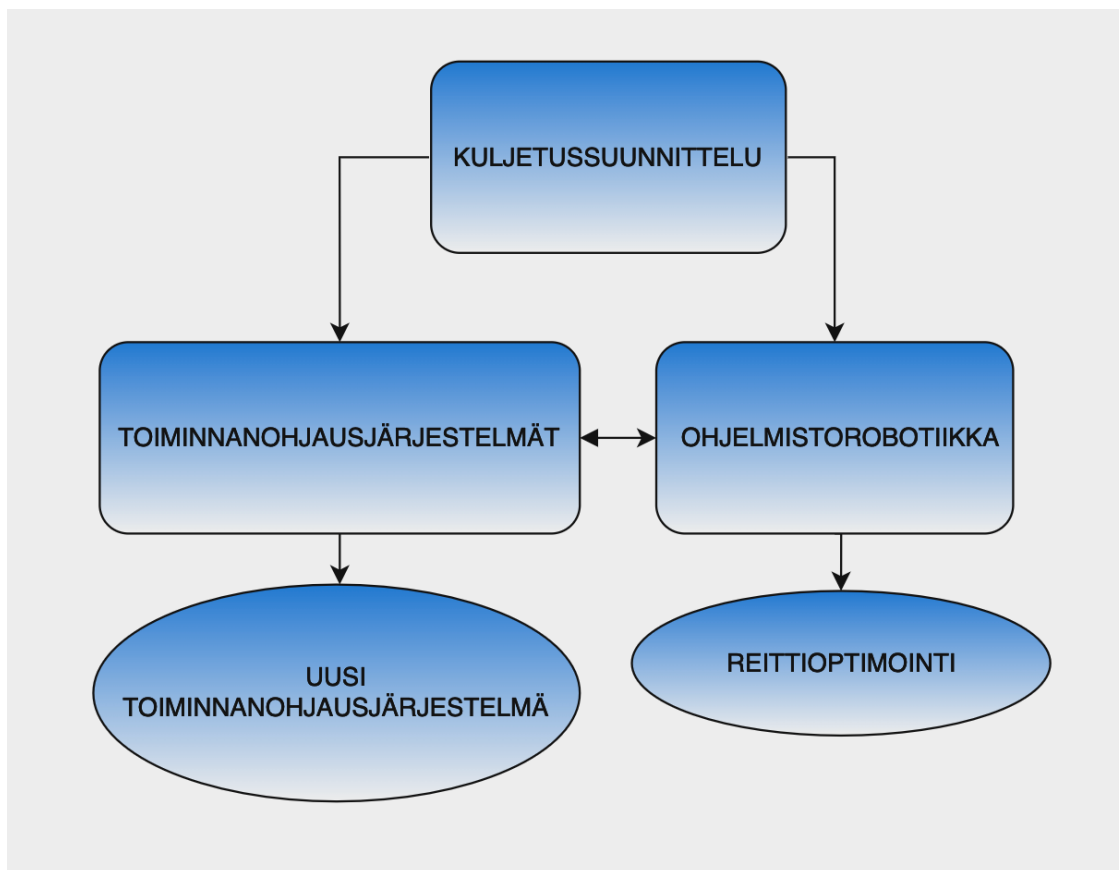 KULJETUSSUUNNITTELU
TOIMINNANOHJAUSJÄRJESTELMÄT
OHJELMISTOROBOTIIKKA
UUSI
TOIMINNANOHJAUSJÄRJESTELMÄ
REITTIOPTIMOINTI